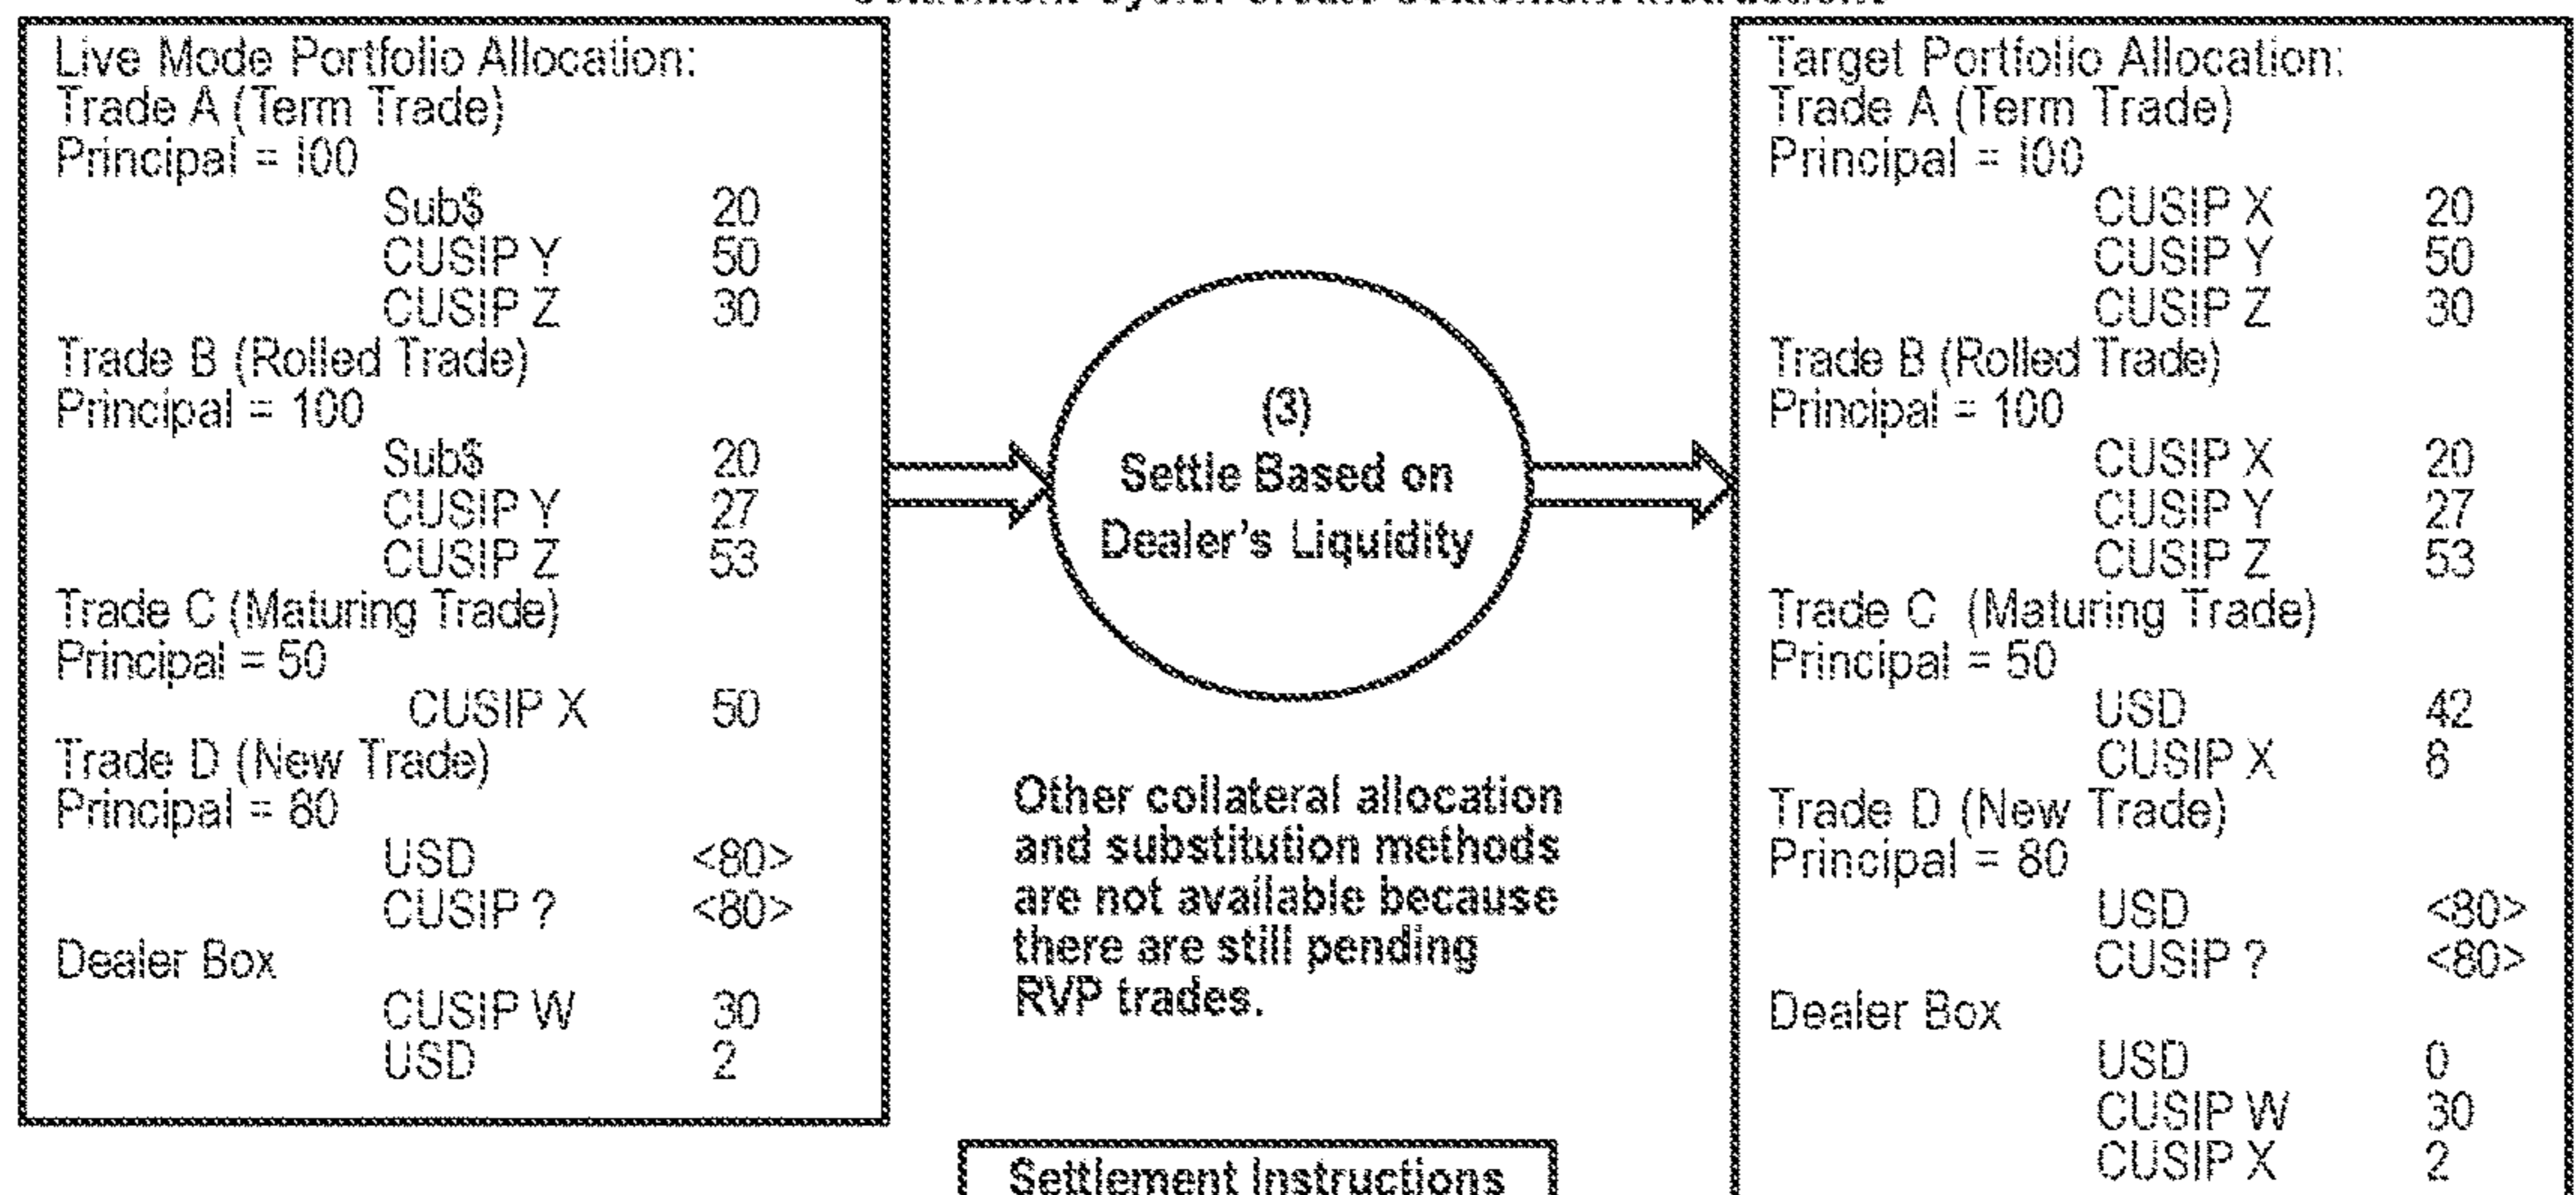 Live Mode Portfolio Allocation:
Trade A (Term Trade)
Principal = I00
Sub$ 20
CUSIP Y 50
CUSIP Z 30
Trade B (Rolled Trade)
Principal = 100
Sub$ 20
CUSIP Y 27
CUSIP Z 53
Trade C (Maturing Trade)
Principal = 50
CUSIP X 50
Trade D (New Trade)
Principal = 80
USD <80>
CUSIP ? <80>
Dealer Box
CUSIP W 30
USD 2
(3)
Settle Based on
Dealer's Liquidity
Other collateral allocation
and substitution methods
are not available because
there are still pending
RVP trades.
Settlement Instructions
Target Portfolio Allocation:
Trade A (Term Trade)
Principal = I00
CUSIP X 20
CUSIP Y 50
CUSIP Z 30
Trade B (Rolled Trade)
Principal = 100
CUSIP X 20
CUSIP Y 27
CUSIP Z 53
Trade C (Maturing Trade)
Principal = 50
USD 42
CUSIP X 8
Trade D (New Trade)
Principal = 80
USD <80>
CUSIP ? <80>
Dealer Box
USD 0
CUSIP W 30
CUSIP X 2